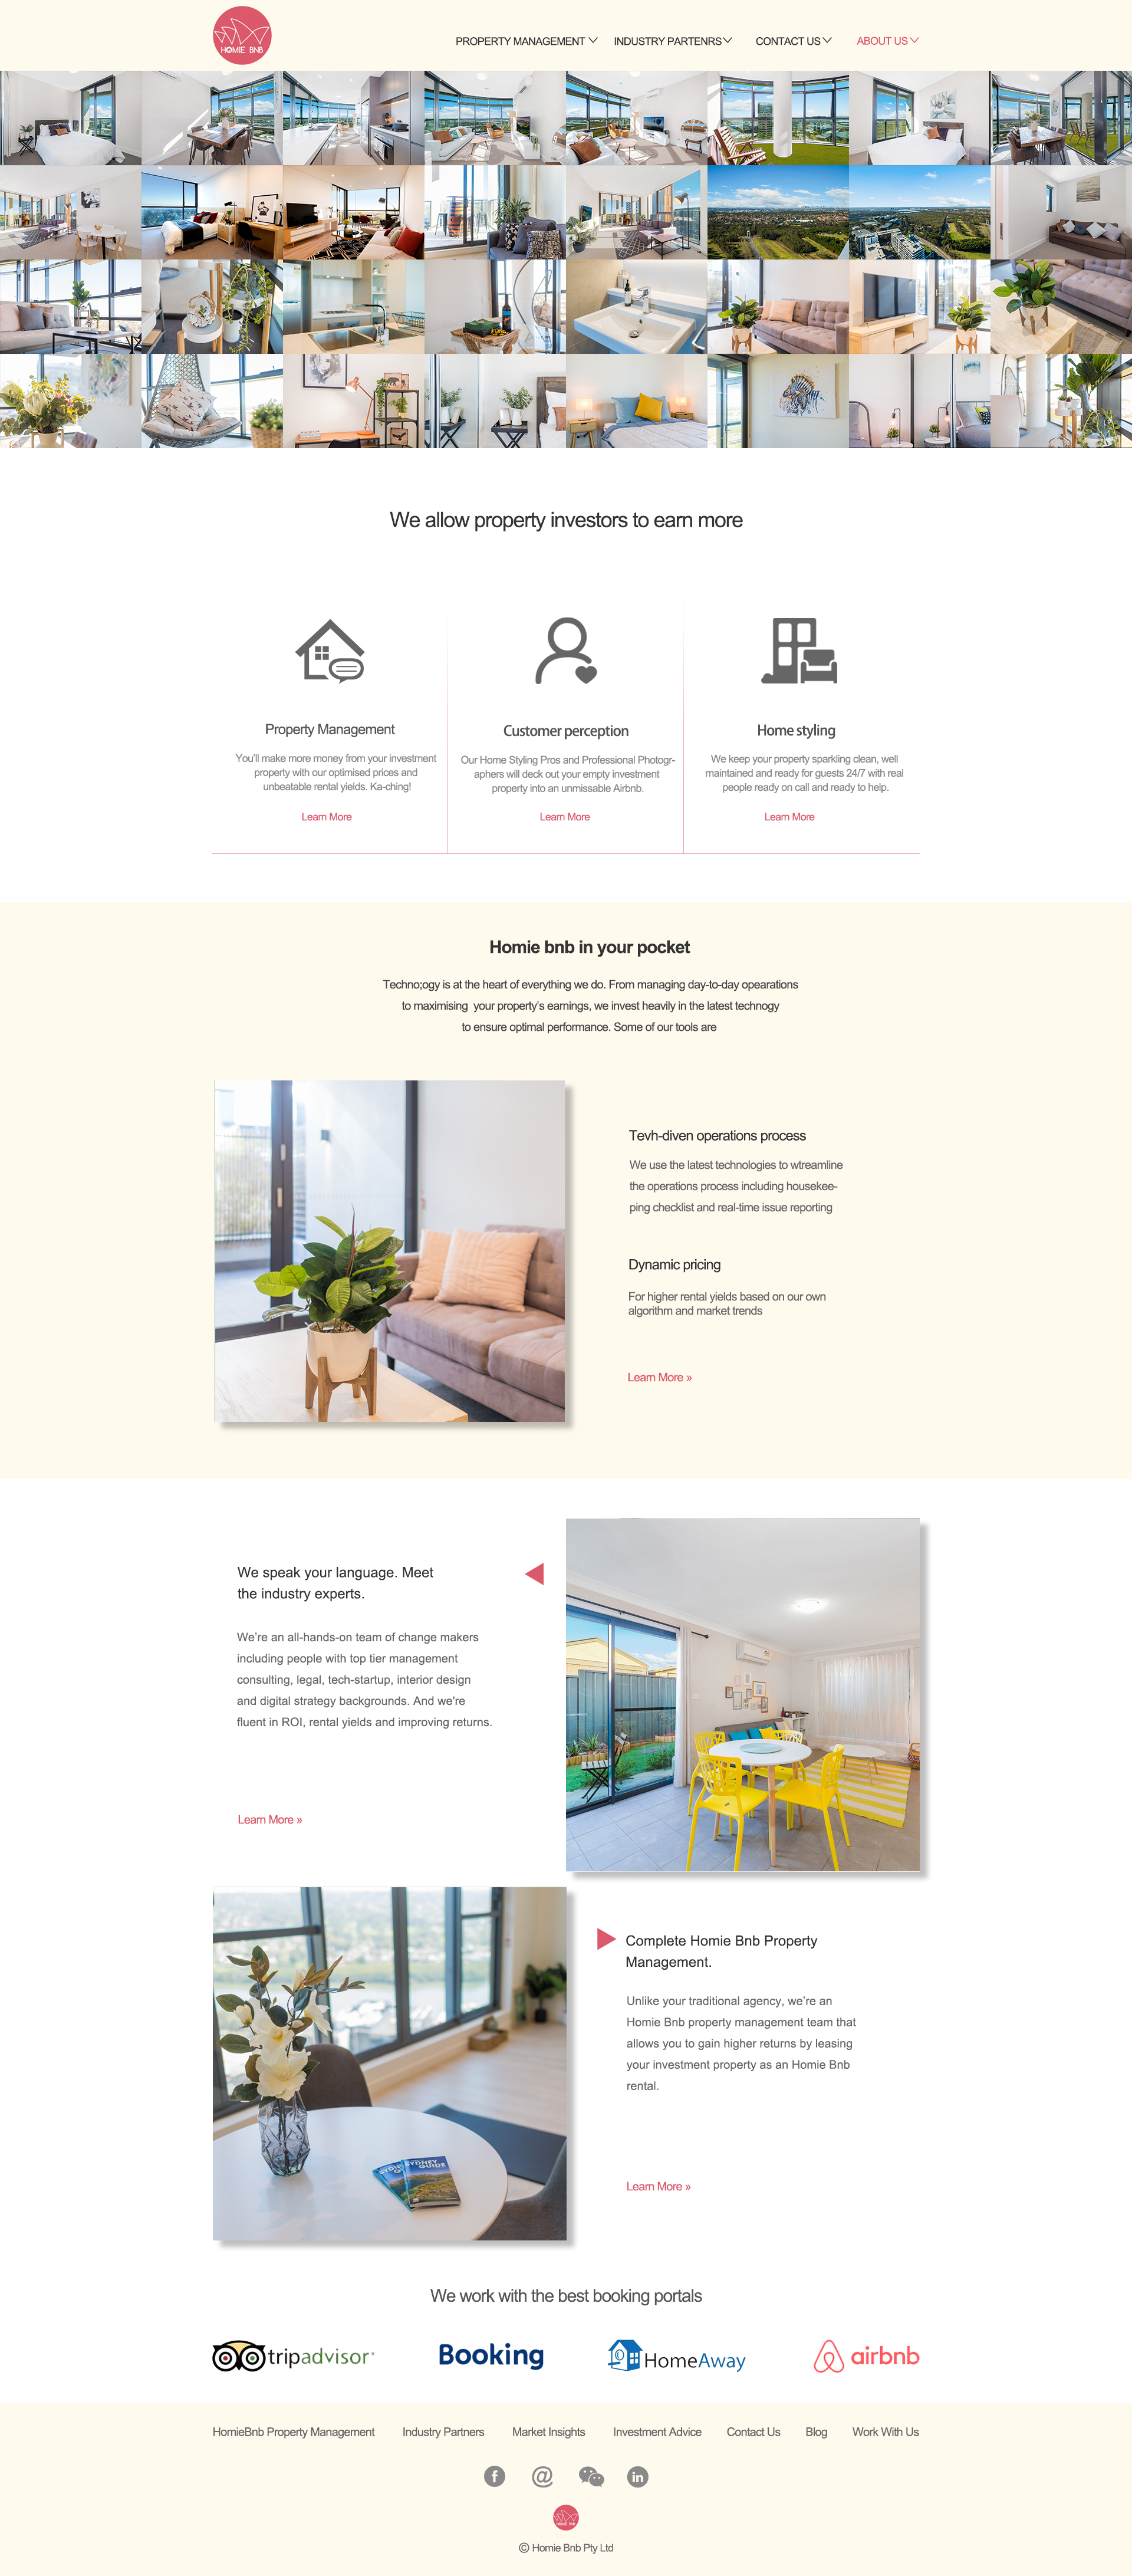 HOMIE BNB
PROPERTY MANAGEMENT
INDUSTRY PARTENRS
CONTACT US
ABOUT US
We allow property investors to earn more
Property Management
You'll make more money from your investment
property with our optimised prices and
unbeatable rental yields. Ka-ching!
Learn More
Customer perception
Our Home Styling Pros and Professional Photogr-
aphers will deck out your empty investment
property into an unmissable Airbnb.
Learn More
Home styling
We keep your property sparkling clean, well
maintained and ready for guests 24/7 with real
people ready on call and ready to help.
Learn More
Homie bnb in your pocket
Techno;ogy is at the heart of everything we do. From managing day-to-day opearations
to maximising your property's earnings, we invest heavily in the latest technogy
to ensure optimal performance. Some of our tools are
Tevh-diven operations process
We use the latest technologies to wtreamline
the operations process including housekee-
ping checklist and real-time issue reporting
Dynamic pricing
For higher rental yields based on our own
algorithm and market trends
Learn More »
We speak your language. Meet
the industry experts.
We're an all-hands-on team of change makers
including people with top tier management
consulting, legal, tech-startup, interior design
and digital strategy backgrounds. And we're
fluent in ROI, rental yields and improving returns.
Learn More »
Complete Homie Bnb Property
Management.
Unlike your traditional agency, we're an
Homie Bnb property management team that
allows you to gain higher returns by leasing
your investment property as an Homie Bnb
rental.
Learn More »
SYDNEY
GUIDE
SYDNEY
GUIDE
We work with the best booking portals
tripadvisor
Booking
HomeAway
airbnb
HomieBnb Property Management
Industry Partners
Market Insights
Investment Advice
Contact Us
Blog
Work With Us
f
@
in
HOMIE BNB
© Homie Bnb Pty Ltd